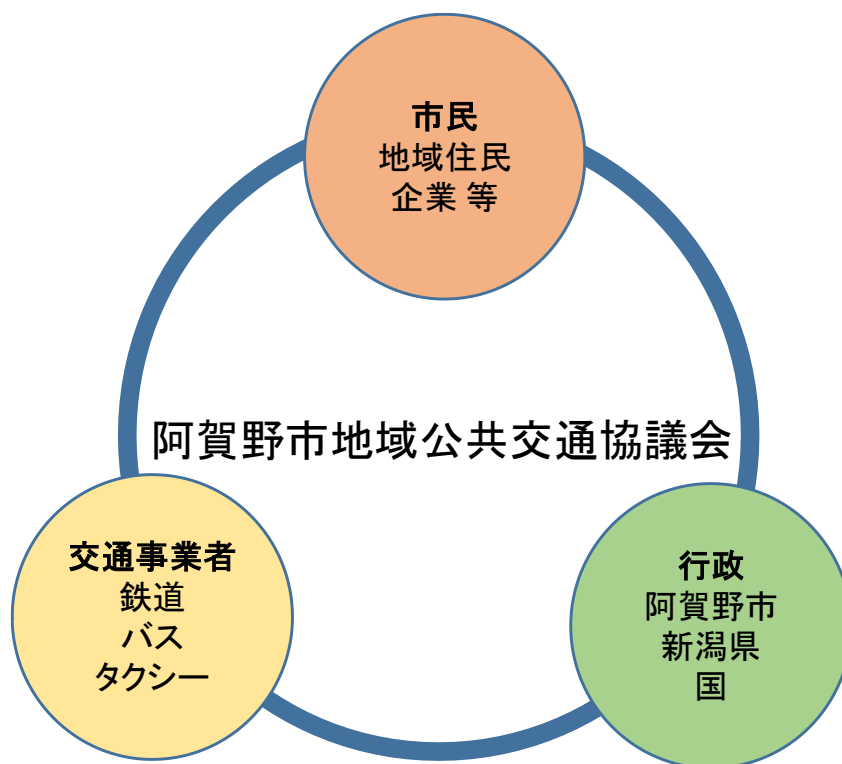 市民
地域住民
企業 等
阿賀野市地域公共交通協議会
交通事業者
鉄道
バス
タクシー
行政
阿賀野市
新潟県
国